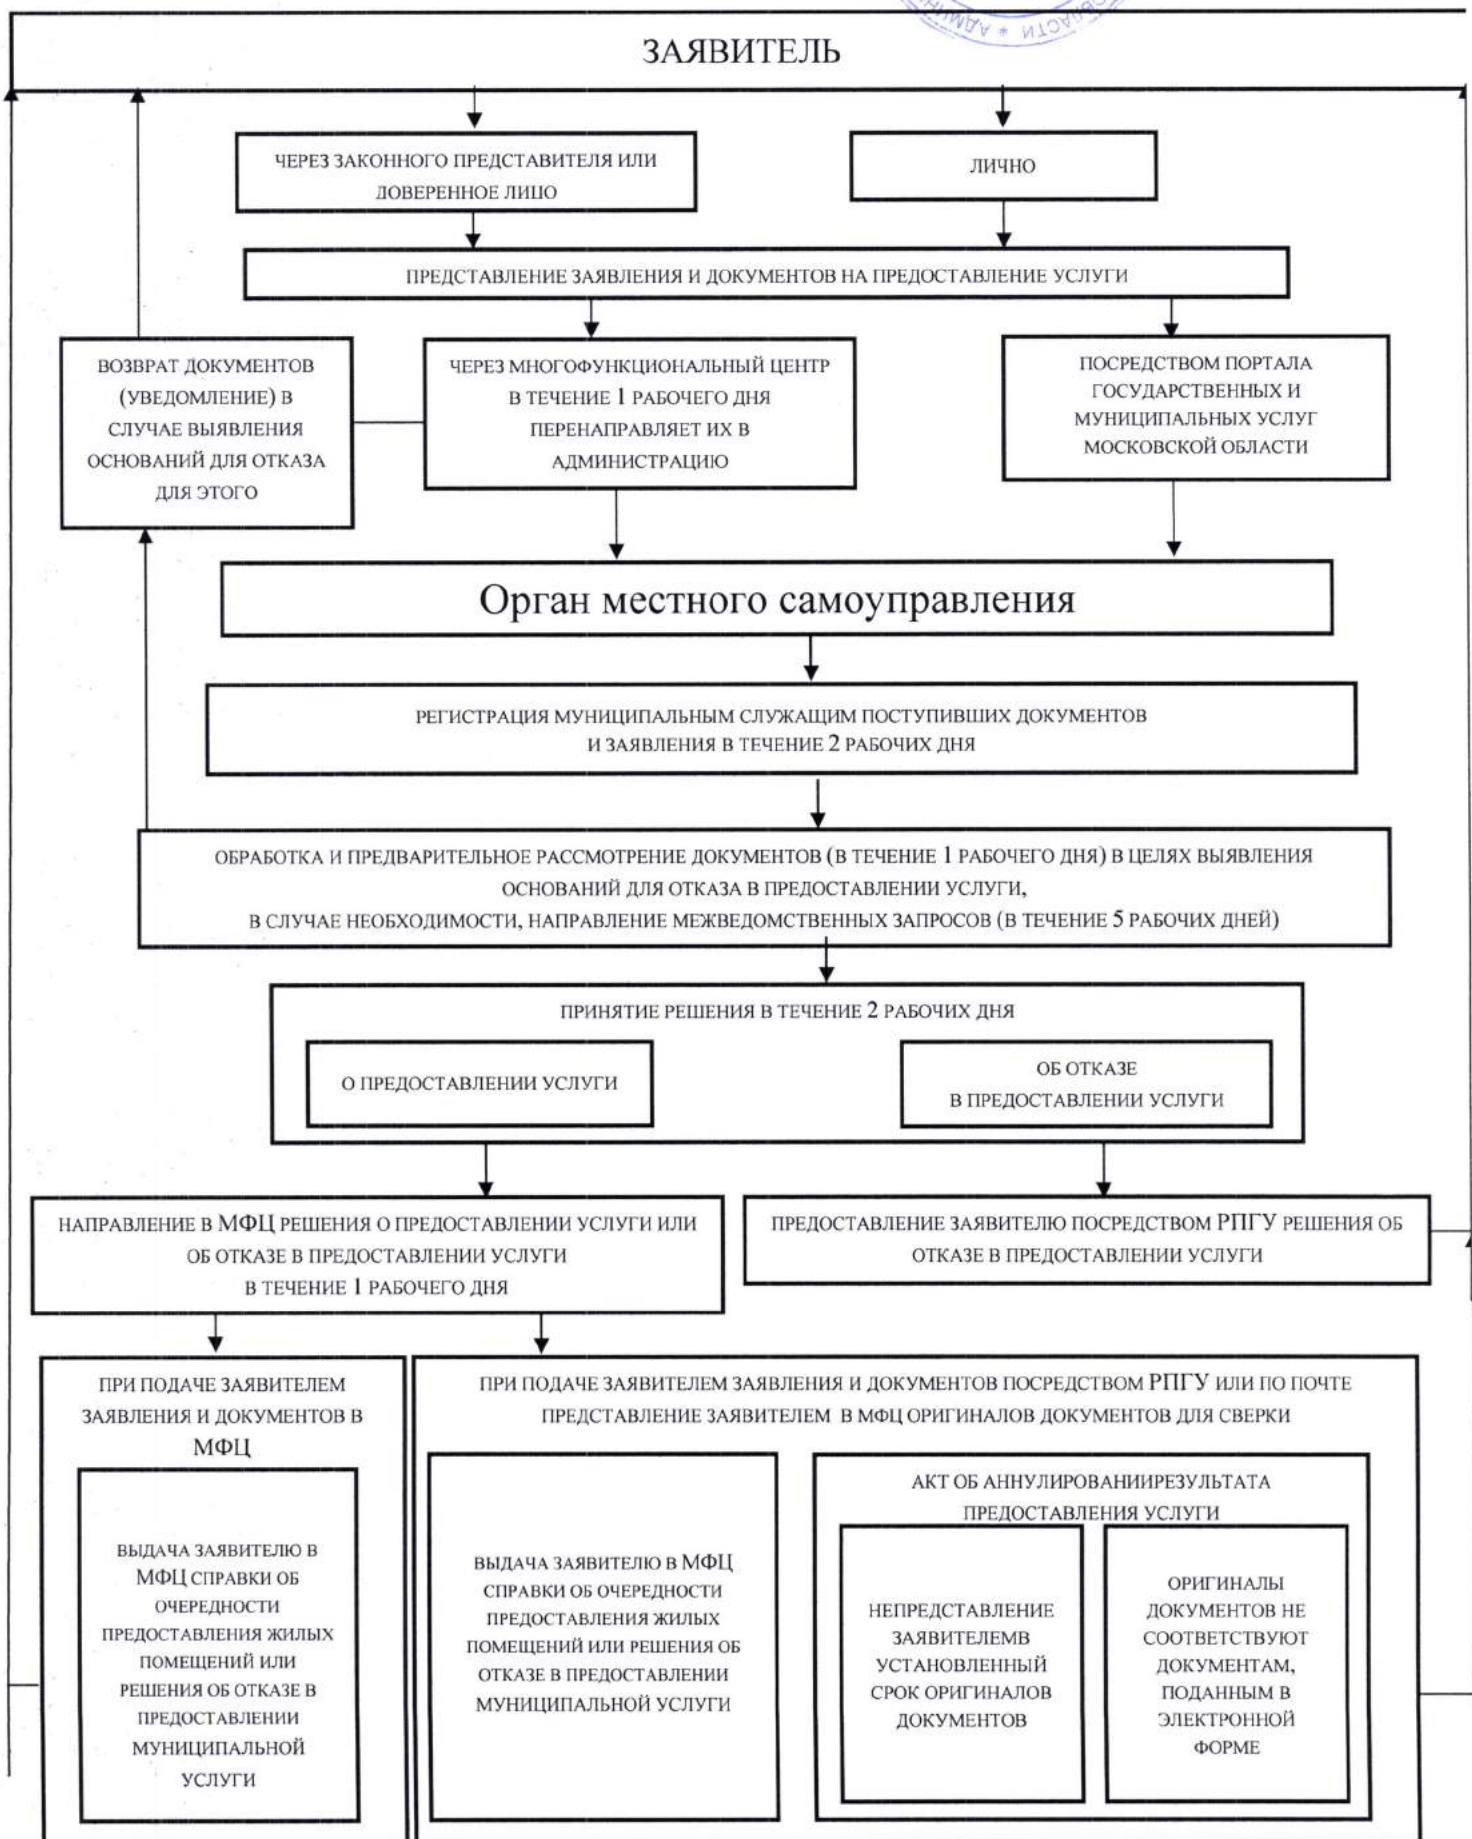 ОБЛАСТИ * АДМИНИ
ЗАЯВИТЕЛЬ
ЧЕРЕЗ ЗАКОННОГО ПРЕДСТАВИТЕЛЯ ИЛИ
ДОВЕРЕННОЕ ЛИЦО
ЛИЧНО
ПРЕДСТАВЛЕНИЕ ЗАЯВЛЕНИЯ И ДОКУМЕНТОВ НА ПРЕДОСТАВЛЕНИЕ УСЛУГИ
ВОЗВРАТ ДОКУМЕНТОВ
(УВЕДОМЛЕНИЕ) В
СЛУЧАЕ ВЫЯВЛЕНИЯ
ОСНОВАНИЙ ДЛЯ ОТКАЗА
ДЛЯ ЭТОГО
ЧЕРЕЗ МНОГОФУНКЦИОНАЛЬНЫЙ ЦЕНТР
В ТЕЧЕНИЕ 1 РАБОЧЕГО ДНЯ
ПЕРЕНАПРАВЛЯЕТ ИХ В
АДМИНИСТРАЦИЮ
ПОСРЕДСТВОМ ПОРТАЛА
ГОСУДАРСТВЕННЫХ И
МУНИЦИПАЛЬНЫХ УСЛУГ
МОСКОВСКОЙ ОБЛАСТИ
Орган местного самоуправления
РЕГИСТРАЦИЯ МУНИЦИПАЛЬНЫМ СЛУЖАЩИМ ПОСТУПИВШИХ ДОКУМЕНТОВ
И ЗАЯВЛЕНИЯ В ТЕЧЕНИЕ 2 РАБОЧИХ ДНЯ
ОБРАБОТКА И ПРЕДВАРИТЕЛЬНОЕ РАССМОТРЕНИЕ ДОКУМЕНТОВ (В ТЕЧЕНИЕ 1 РАБОЧЕГО ДНЯ) В ЦЕЛЯХ ВЫЯВЛЕНИЯ
ОСНОВАНИЙ ДЛЯ ОТКАЗА В ПРЕДОСТАВЛЕНИИ УСЛУГИ,
В СЛУЧАЕ НЕОБХОДИМОСТИ, НАПРАВЛЕНИЕ МЕЖВЕДОМСТВЕННЫХ ЗАПРОСОВ (В ТЕЧЕНИЕ 5 РАБОЧИХ ДНЕЙ)
ПРИНЯТИЕ РЕШЕНИЯ В ТЕЧЕНИЕ 2 РАБОЧИХ ДНЯ
О ПРЕДОСТАВЛЕНИИ УСЛУГИ
ОБ ОТКАЗЕ
В ПРЕДОСТАВЛЕНИИ УСЛУГИ
НАПРАВЛЕНИЕ В МФЦ РЕШЕНИЯ О ПРЕДОСТАВЛЕНИИ УСЛУГИ ИЛИ
ОБ ОТКАЗЕ В ПРЕДОСТАВЛЕНИИ УСЛУГИ
В ТЕЧЕНИЕ 1 РАБОЧЕГО ДНЯ
ПРЕДОСТАВЛЕНИЕ ЗАЯВИТЕЛЮ ПОСРЕДСТВОМ РПГУ РЕШЕНИЯ ОБ
ОТКАЗЕ В ПРЕДОСТАВЛЕНИИ УСЛУГИ
ПРИ ПОДАЧЕ ЗАЯВИТЕЛЕМ
ЗАЯВЛЕНИЯ И ДОКУМЕНТОВ В
МФЦ
ВЫДАЧА ЗАЯВИТЕЛЮ В
МФЦ СПРАВКИ ОБ
ОЧЕРЕДНОСТИ
ПРЕДОСТАВЛЕНИЯ ЖИЛЫХ
ПОМЕЩЕНИЙ ИЛИ
РЕШЕНИЯ ОБ ОТКАЗЕ В
ПРЕДОСТАВЛЕНИИ
МУНИЦИПАЛЬНОЙ
УСЛУГИ
ПРИ ПОДАЧЕ ЗАЯВИТЕЛЕМ ЗАЯВЛЕНИЯ И ДОКУМЕНТОВ ПОСРЕДСТВОМ РПГУ ИЛИ ПО ПОЧТЕ
ПРЕДСТАВЛЕНИЕ ЗАЯВИТЕЛЕМ В МФЦ ОРИГИНАЛОВ ДОКУМЕНТОВ ДЛЯ СВЕРКИ
ВЫДАЧА ЗАЯВИТЕЛЮ В МФЦ
СПРАВКИ ОБ ОЧЕРЕДНОСТИ
ПРЕДОСТАВЛЕНИЯ ЖИЛЫХ
ПОМЕЩЕНИЙ ИЛИ РЕШЕНИЯ ОБ
ОТКАЗЕ В ПРЕДОСТАВЛЕНИИ
МУНИЦИПАЛЬНОЙ УСЛУГИ
АКТ ОБ АННУЛИРОВАНИИРЕЗУЛЬТАТА
ПРЕДОСТАВЛЕНИЯ УСЛУГИ
НЕПРЕДСТАВЛЕНИЕ
ЗАЯВИТЕЛЕМВ
УСТАНОВЛЕННЫЙ
СРОК ОРИГИНАЛОВ
ДОКУМЕНТОВ
ОРИГИНАЛЫ
ДОКУМЕНТОВ НЕ
СООТВЕТСТВУЮТ
ДОКУМЕНТАМ,
ПОДАННЫМ В
ЭЛЕКТРОННОЙ
ФОРМЕ